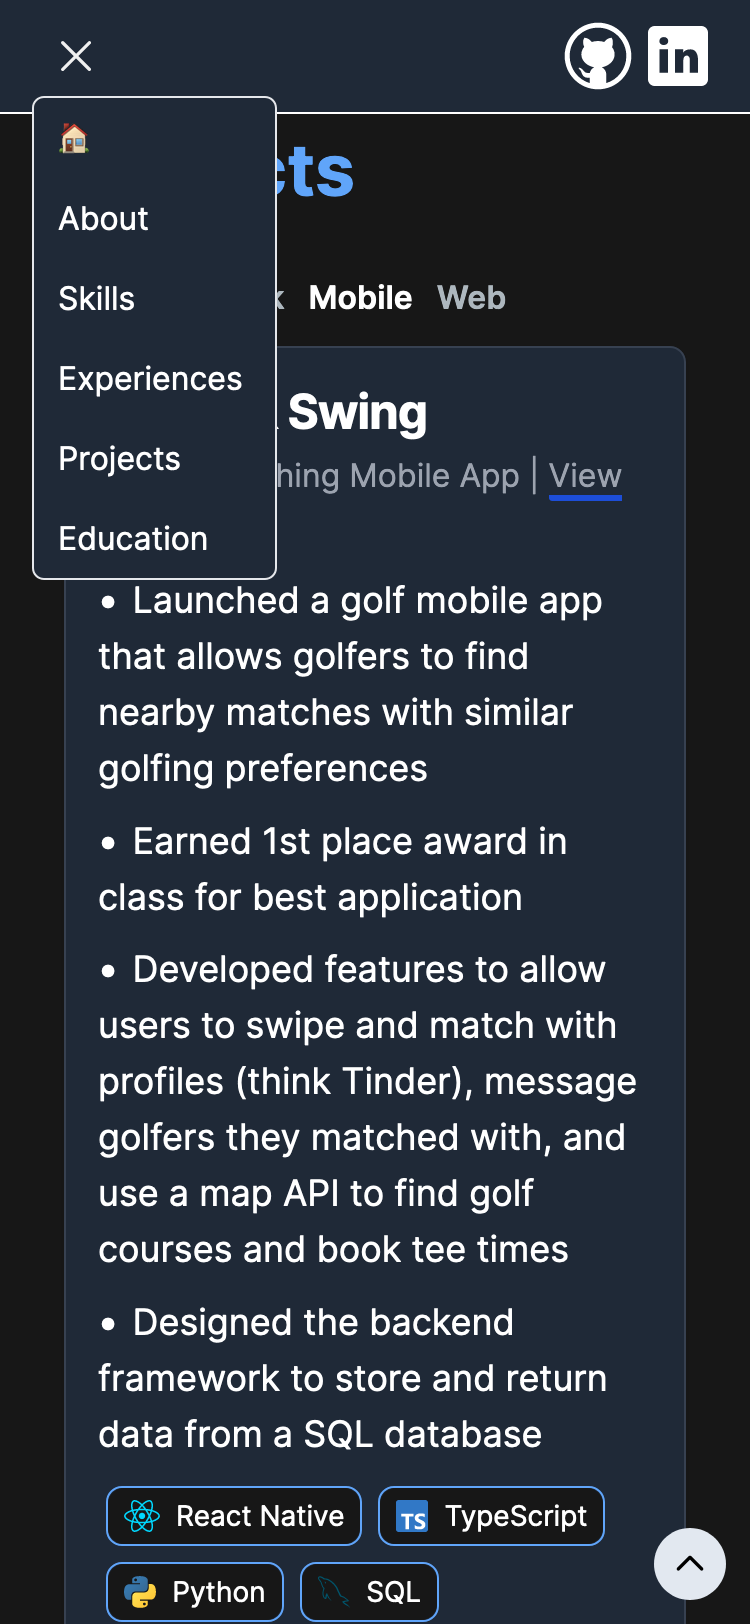 in
About
Skills
Experiences
Projects
Education
Mobile Web
Swing
Mobile App | View
• Launched a golf mobile app
that allows golfers to find
nearby matches with similar
golfing preferences
• Earned 1st place award in
class for best application
• Developed features to allow
users to swipe and match with
profiles (think Tinder), message
golfers they matched with, and
use a map API to find golf
courses and book tee times
• Designed the backend
framework to store and return
data from a SQL database
React Native
TS TypeScript
Python
SQL